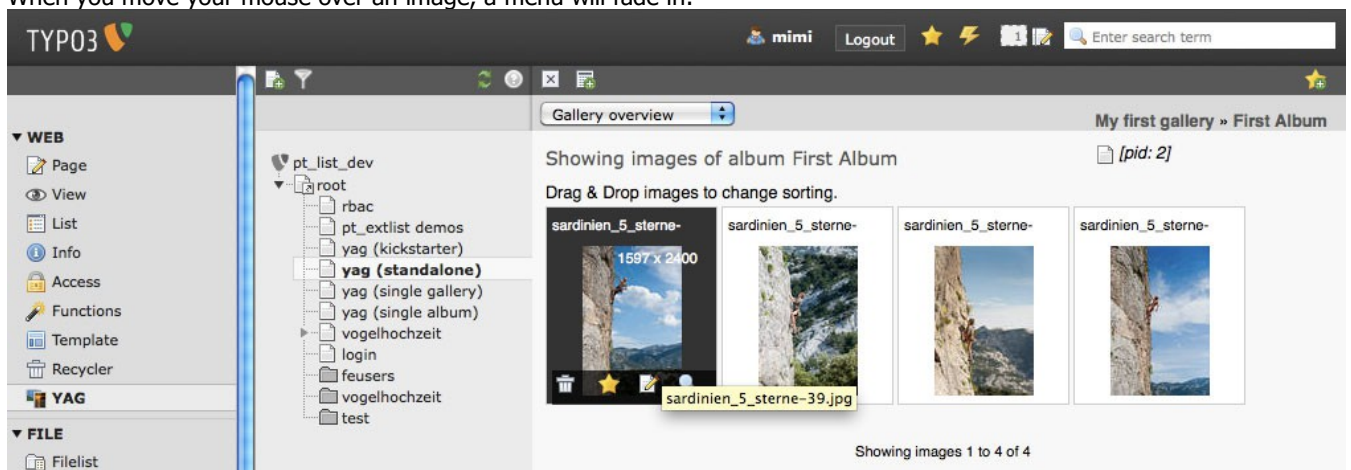 When you move your mouse over an image, a menu will fade in:
TYPO3
mimi
Logout
1
Enter search term
Gallery overview
My first gallery » First Album
[pid: 2]
WEB
Page
View
List
Info
Access
Functions
Template
Recycler
YAG
FILE
Filelist
pt_list_dev
root
rbac
pt_extlist demos
yag (kickstarter)
yag (standalone)
yag (single gallery)
yag (single album)
vogelhochzeit
login
feusers
vogelhochzeit
test
Showing images of album First Album
Drag & Drop images to change sorting.
sardinien_5_sterne-
1597 x 2400
sardinien_5_sterne-
sardinien_5_sterne-
sardinien_5_sterne-
sardinien_5_sterne-39.jpg
Showing images 1 to 4 of 4